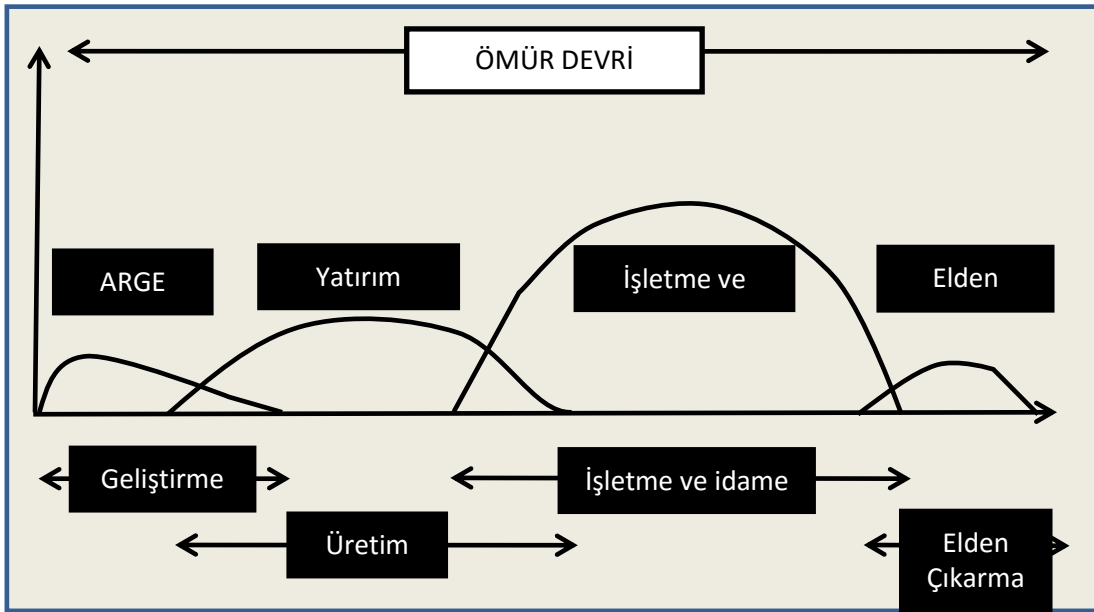 ÖMÜR DEVRİ
ARGE
Yatırım
İşletme ve
Elden
Geliştirme
İşletme ve idame
Üretim
Elden
Çıkarma